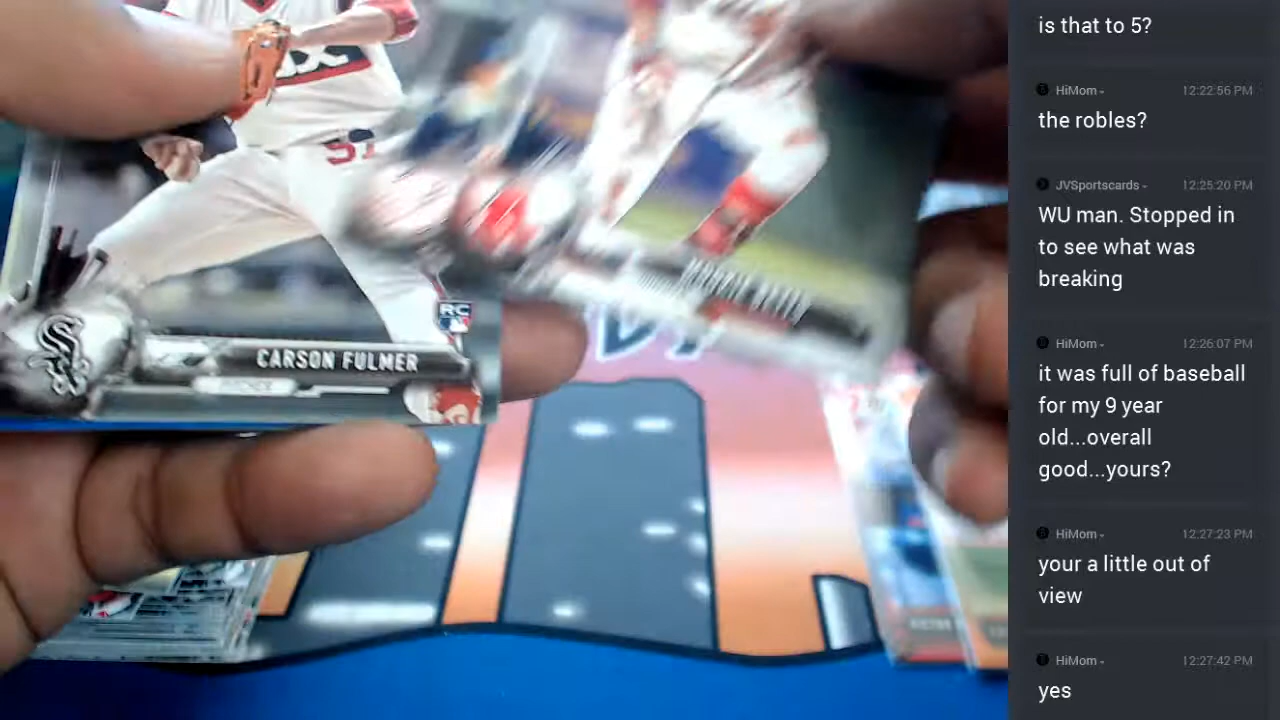 57
RC
CARSON FULMER
PITCHER
is that to 5?
HiMom 12:22:56 PM
the robles?
JVSportscards 12:25:20 PM
WU man. Stopped in
to see what was
breaking
HiMom 12:26:07 PM
it was full of baseball
for my 9 year
old...overall
good...yours?
HiMom 12:27:23 PM
your a little out of
view
HiMom 12:27:42 PM
yes